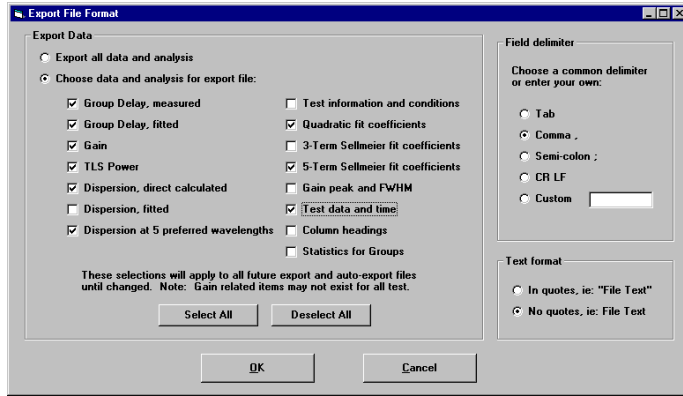 Export File Format
Export Data
Export all data and analysis
Choose data and analysis for export file:
Group Delay, measured
Group Delay, fitted
Gain
TLS Power
Dispersion, direct calculated
Dispersion, fitted
Dispersion at 5 preferred wavelengths
Test information and conditions
Quadratic fit coefficients
3-Term Sellmeier fit coefficients
5-Term Sellmeier fit coefficients
Gain peak and FWHM
Test data and time
Column headings
Statistics for Groups
These selections will apply to all future export and auto-export files
until changed. Note: Gain related items may not exist for all test.
Select All
Deselect All
Field delimiter
Choose a common delimiter
or enter your own:
Tab
Comma ,
Semi-colon ;
CR LF
Custom
Text format
In quotes, ie: "File Text"
No quotes, ie: File Text
OK
Cancel